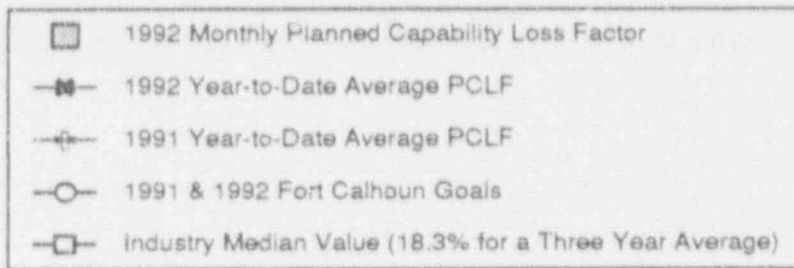 1992 Monthly Planned Capability Loss Factor
1992 Year-to-Date Average PCLF
1991 Year-to-Date Average PCLF
1991 & 1992 Fort Calhoun Goals
Industry Median Value (18.3% for a Three Year Average)